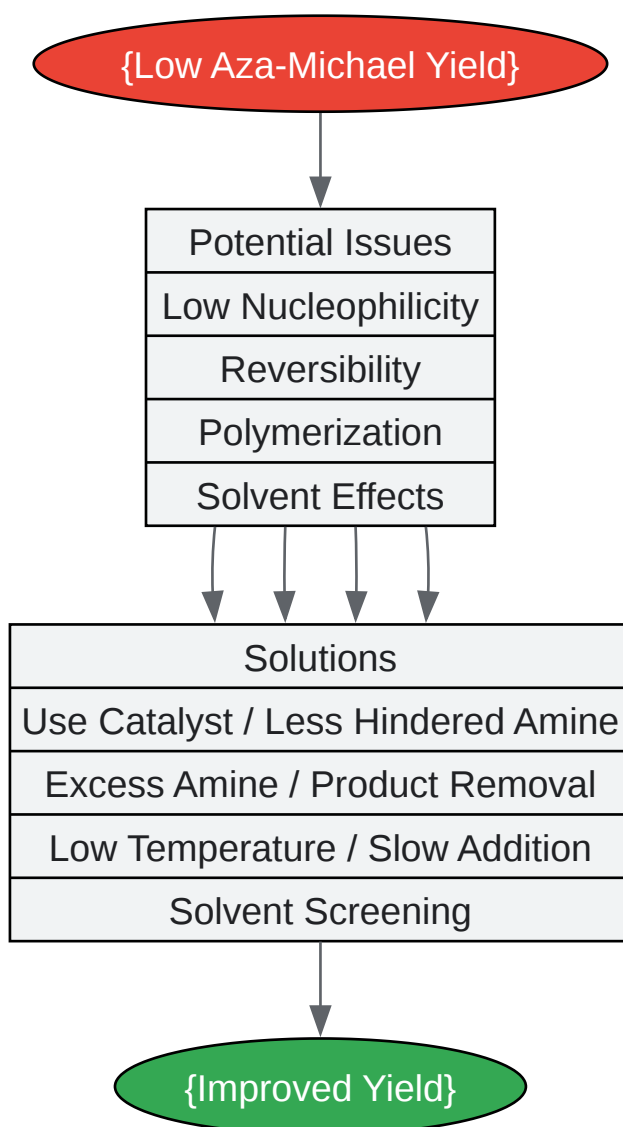 {Low Aza-Michael Yield}
Potential Issues
Low Nucleophilicity
Reversibility
Polymerization
Solvent Effects
Solutions
Use Catalyst / Less Hindered Amine
Excess Amine / Product Removal
Low Temperature / Slow Addition
Solvent Screening
{Improved Yield}